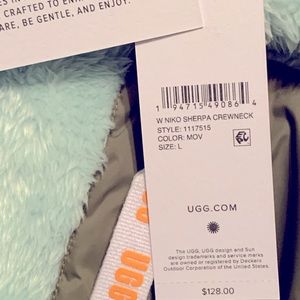 CRAFTED TO
BE GENTLE, AND ENJOY.
1 94715 49086 4
W NIKO SHERPA CREWNECK
STYLE: 1117515
COLOR: MOV
SIZE: L
UGG.COM
The UGG, UGG design and Sun
design trademarks and service marks
are owned or registered by Deckers
Outdoor Corporation of the United States.
$128.00
UGG